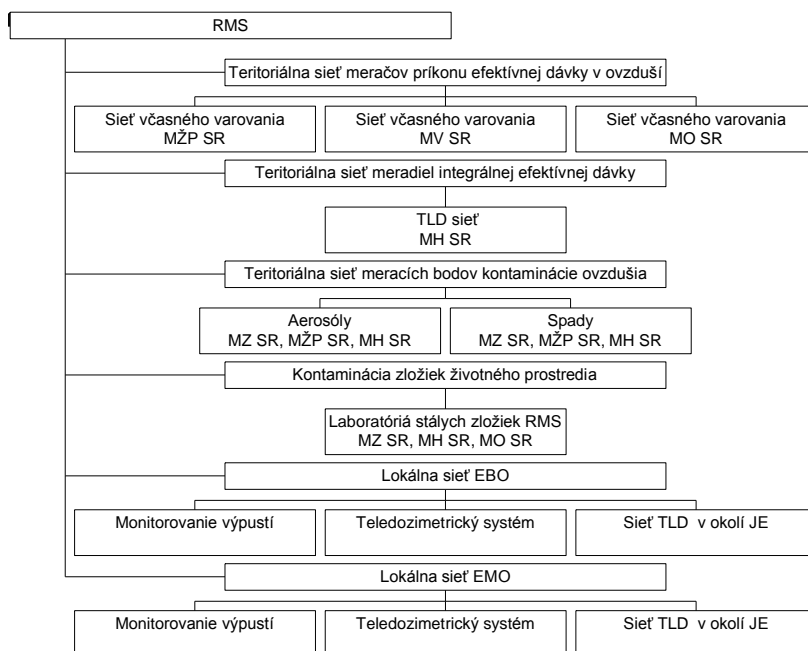 RMS
Teritoriálna sieť meračov príkonu efektívnej dávky v ovzduší
Sieť včasného varovania
MŽP SR
Sieť včasného varovania
MV SR
Sieť včasného varovania
MO SR
Teritoriálna sieť meradiel integrálnej efektívnej dávky
TLD sieť
MH SR
Teritoriálna sieť meracích bodov kontaminácie ovzdušia
Aerosóly
MZ SR, MŽP SR, MH SR
Spady
MZ SR, MŽP SR, MH SR
Kontaminácia zložiek životného prostredia
Laboratóriá stálych zložiek RMS
MZ SR, MH SR, MO SR
Lokálna sieť EBO
Monitorovanie výpustí
Teledozimetrický systém
Sieť TLD v okolí JE
Lokálna sieť EMO
Monitorovanie výpustí
Teledozimetrický systém
Sieť TLD v okolí JE